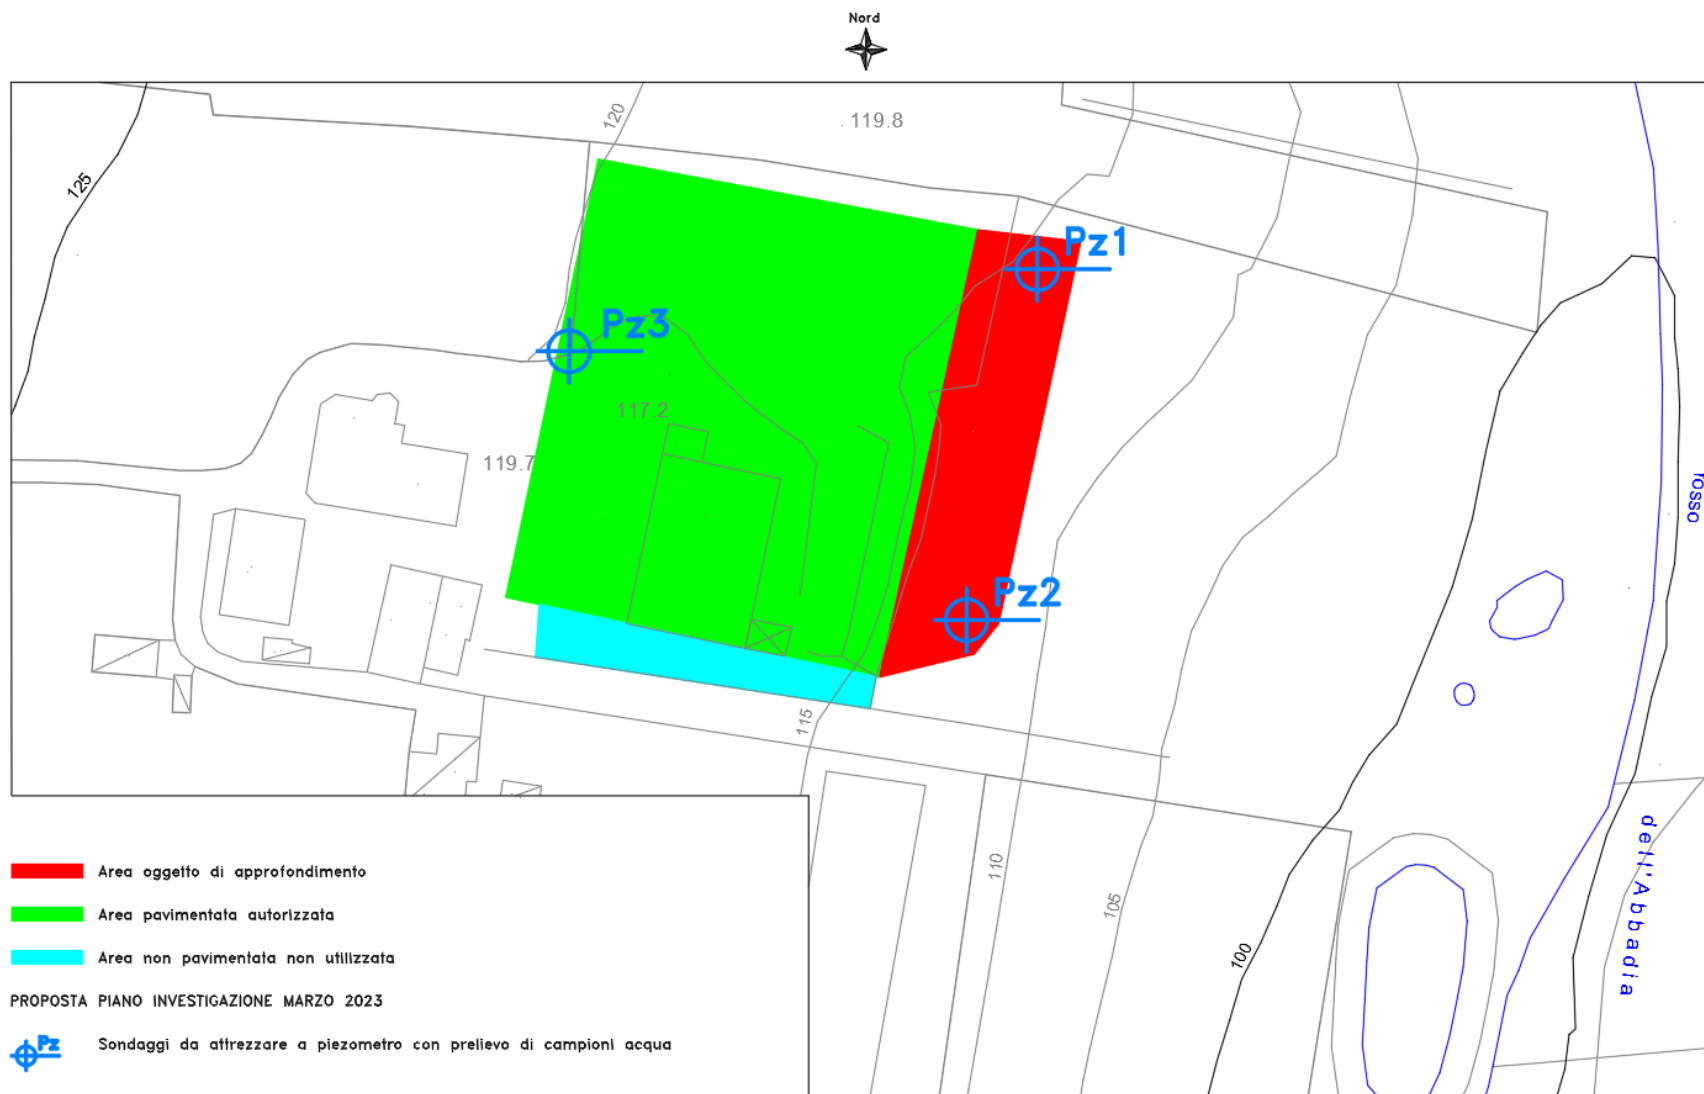 Nord
120
119.8
125
Pz1
Pz3
117.2
119.7
fosso
Pz2
115
dell'Abbadia
110
105
100
Area oggetto di approfondimento
Area pavimentata autorizzata
Area non pavimentata non utilizzata
PROPOSTA PIANO INVESTIGAZIONE MARZO 2023
Pz Sondaggi da attrezzare a piezometro con prelievo di campioni acqua